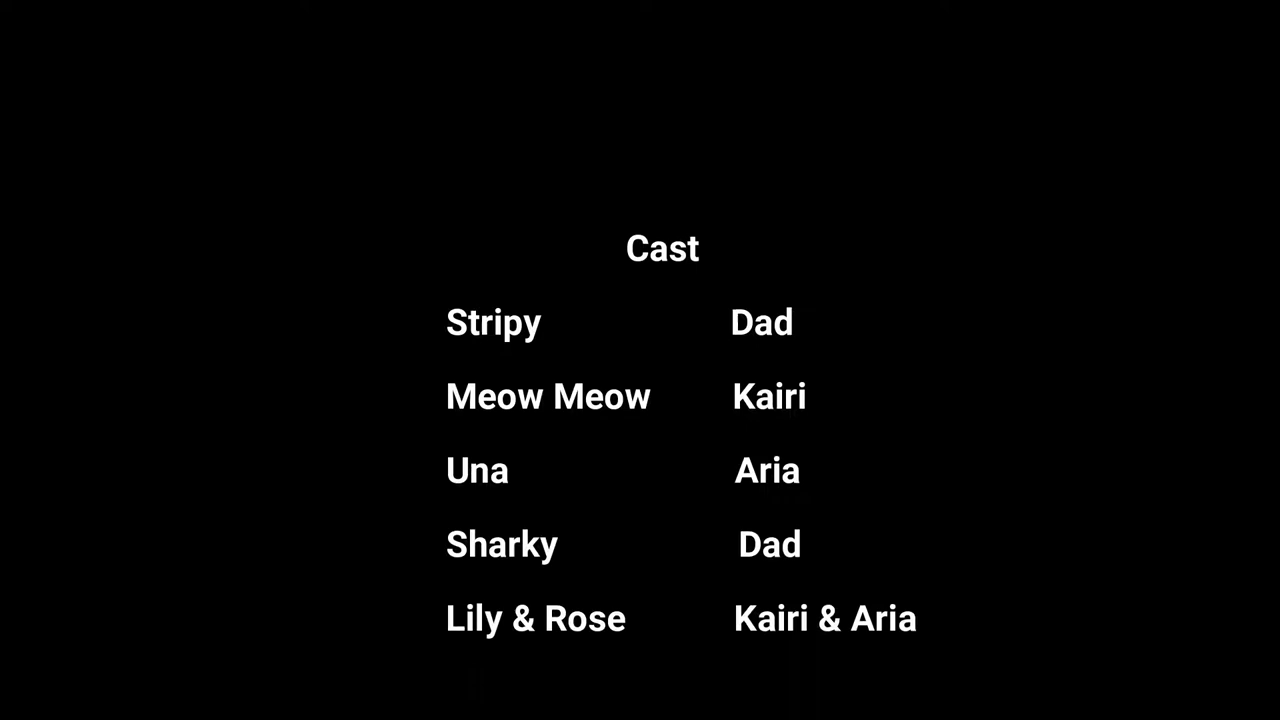 Cast
Stripy Dad
Meow Meow Kairi
Una Aria
Sharky Dad
Lily & Rose Kairi & Aria